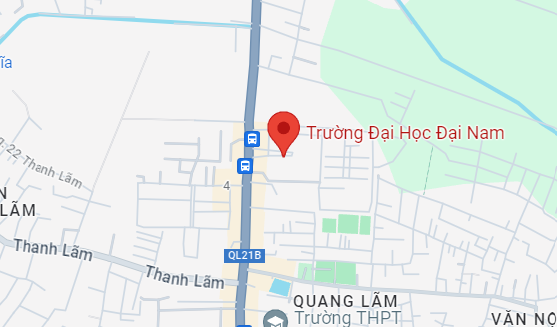 ĩa
Trường Đại Học Đại Nam
22 Thanh Lãm
4
N
LÃM
Thanh Lãm
QL21B
Thanh Lãm
QUANG LÃM
Trường THPT
VĂN NỘ